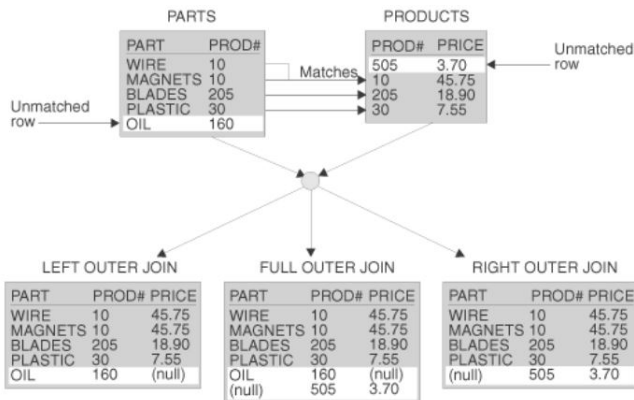 PARTS
PRODUCTS
PART PROD#
WIRE 10
MAGNETS 10
BLADES 205
PLASTIC 30
OIL 160
Unmatched
row
Matches
PROD# PRICE
505 3.70
10 45.75
205 18.90
30 7.55
Unmatched
row
LEFT OUTER JOIN
PART PROD# PRICE
WIRE 10 45.75
MAGNETS 10 45.75
BLADES 205 18.90
PLASTIC 30 7.55
OIL 160 (null)
FULL OUTER JOIN
PART PROD# PRICE
WIRE 10 45.75
MAGNETS 10 45.75
BLADES 205 18.90
PLASTIC 30 7.55
OIL 160 (null)
(null) 505 3.70
RIGHT OUTER JOIN
PART PROD# PRICE
WIRE 10 45.75
MAGNETS 10 45.75
BLADES 205 18.90
PLASTIC 30 7.55
(null) 505 3.70